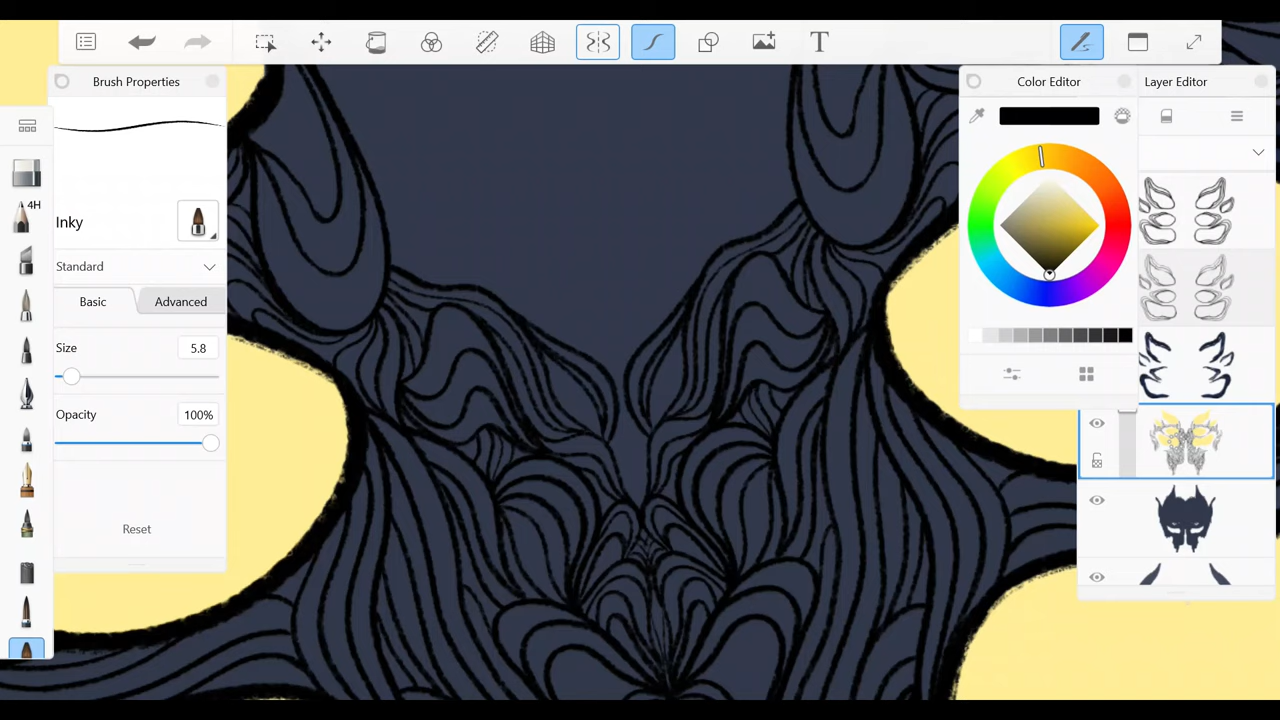 T
Brush Properties
Color Editor
Layer Editor
4H
Inky
Standard
Basic
Advanced
Size
5.8
Opacity
100%
Reset